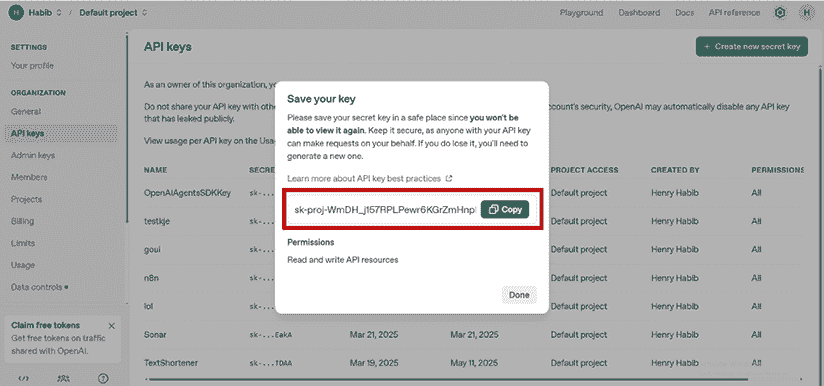 H Habib Default project Playground Dashboard Docs API reference H
SETTINGS
Your profile
ORGANIZATION
General
API keys
Admin keys
Members
Projects
Billing
Limits
Usage
Data controls
Claim free tokens
Get free tokens on traffic
shared with OpenAI.
API keys
+ Create new secret key
As an owner of this organization, yo
Do not share your API key with othe
ccount's security, OpenAI may automatically disable any API
key that has leaked publicly.
View usage per API key on the Usa
NAME SECRE PROJECT ACCESS CREATED BY PERMISSIONS
OpenAIAgentsSDKKey sk-... Default project Henry Habib All
testkje sk-... Default project Henry Habib All
goui sk-... Default project Henry Habib All
n8n sk-... Default project Henry Habib All
lol sk-... Default project Henry Habib All
Sonar sk-...EakA Mar 21, 2025 Mar 21, 2025 Default project Henry Habib All
TextShortener sk-...TDAA Mar 19, 2025 May 11, 2025 Default project Henry Habib All
Save your key
Please save your secret key in a safe place since you won't be
able to view it again. Keep it secure, as anyone with your API key
can make requests on your behalf. If you do lose it, you'll need to
generate a new one.
Learn more about API key best practices
sk-proj-WmDH_j157RPLPewr6KGrZmHnp Copy
Permissions
Read and write API resources
Done